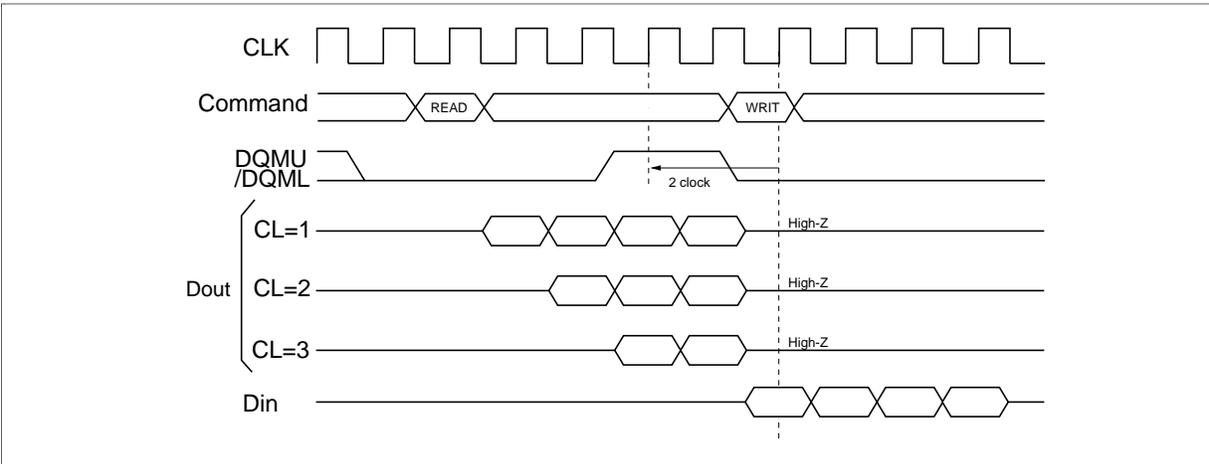 CLK
Command
READ
WRIT
DQMU
/DQML
2 clock
CL=1
High-Z
Dout
CL=2
High-Z
CL=3
High-Z
Din